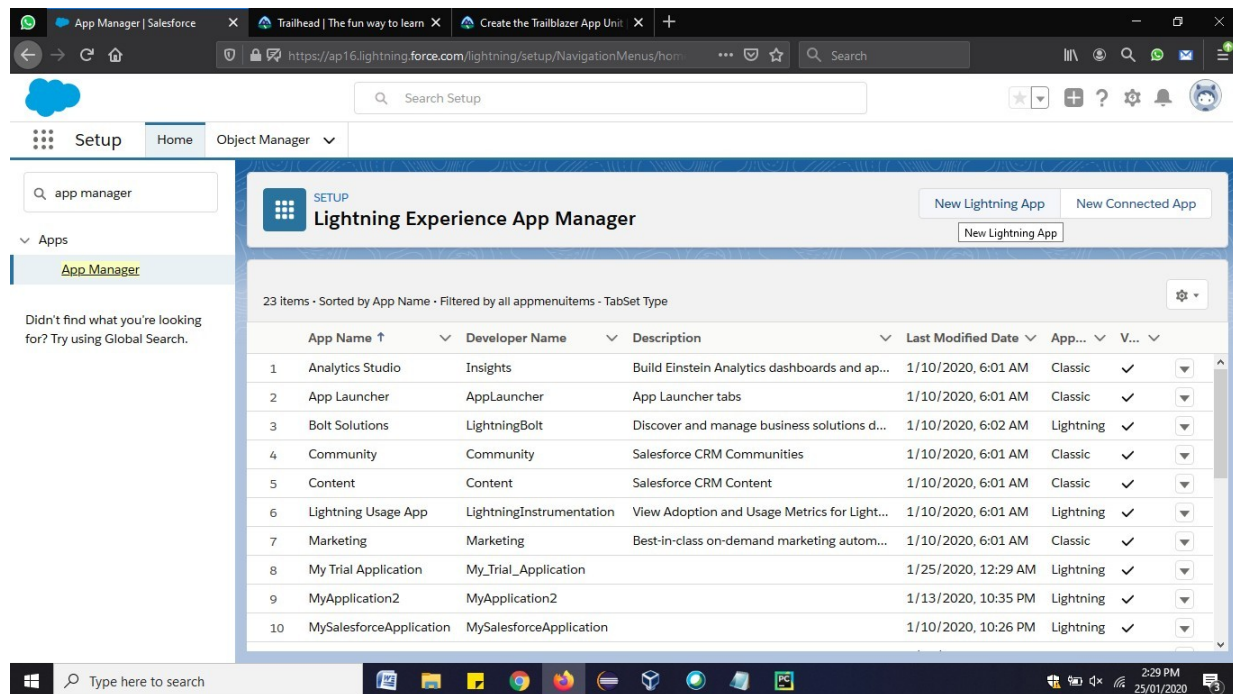 App Manager | Salesforce
Trailhead | The fun way to learn
Create the Trailblazer App Unit
https://ap16.lightning.force.com/lightning/setup/NavigationMenus/hom
Search
Search Setup
Setup
Home
Object Manager
app manager
Apps
App Manager
Didn't find what you're looking
for? Try using Global Search.
SETUP
Lightning Experience App Manager
New Lightning App
New Connected App
New Lightning App
23 items • Sorted by App Name • Filtered by all appmenuitems - TabSet Type
App Name ↑ Developer Name Description Last Modified Date App... V...
1 Analytics Studio Insights Build Einstein Analytics dashboards and ap... 1/10/2020, 6:01 AM Classic
2 App Launcher AppLauncher App Launcher tabs 1/10/2020, 6:01 AM Classic
3 Bolt Solutions LightningBolt Discover and manage business solutions d... 1/10/2020, 6:02 AM Lightning
4 Community Community Salesforce CRM Communities 1/10/2020, 6:01 AM Classic
5 Content Content Salesforce CRM Content 1/10/2020, 6:01 AM Classic
6 Lightning Usage App LightningInstrumentation View Adoption and Usage Metrics for Light... 1/10/2020, 6:01 AM Lightning
7 Marketing Marketing Best-in-class on-demand marketing autom... 1/10/2020, 6:01 AM Classic
8 My Trial Application My_Trial_Application 1/25/2020, 12:29 AM Lightning
9 MyApplication2 MyApplication2 1/13/2020, 10:35 PM Lightning
10 MySalesforceApplication MySalesforceApplication 1/10/2020, 10:26 PM Lightning
Type here to search
PC
2:29 PM
25/01/2020
3